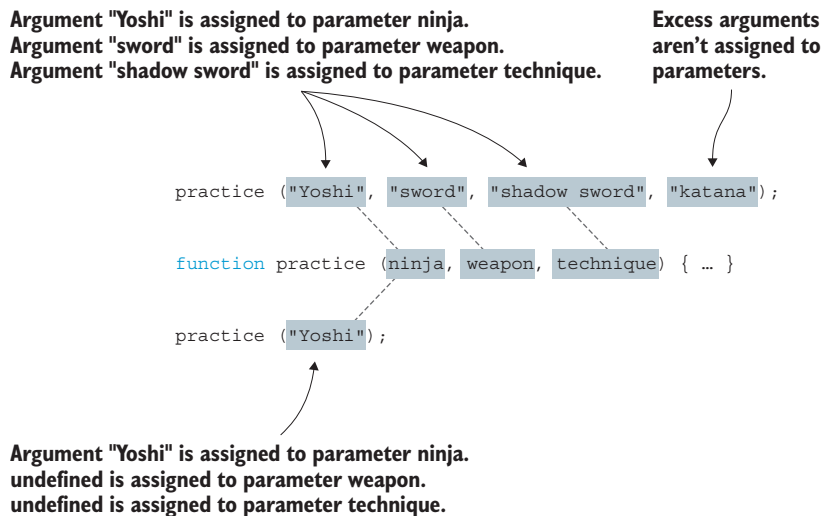 Argument "Yoshi" is assigned to parameter ninja.
Argument "sword" is assigned to parameter weapon.
Argument "shadow sword" is assigned to parameter technique.
Excess arguments
aren’t assigned to
parameters.
practice ("Yoshi", "sword", "shadow sword", "katana");
function practice (ninja, weapon, technique) { … }
practice ("Yoshi");
Argument "Yoshi" is assigned to parameter ninja.
undefined is assigned to parameter weapon.
undefined is assigned to parameter technique.